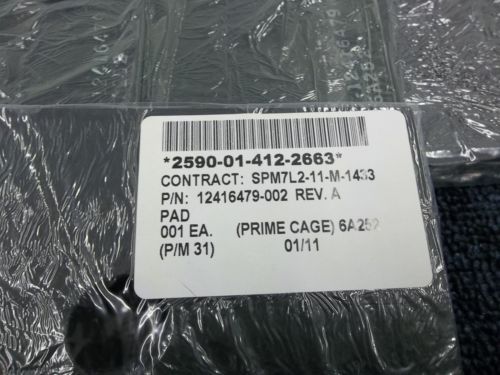 *2590-01-412-2663*
CONTRACT: SPM7L2-11-M-1433
P/N: 12416479-002 REV. A
PAD
001 EA. (PRIME CAGE) 6A252
(P/M 31) 01/11